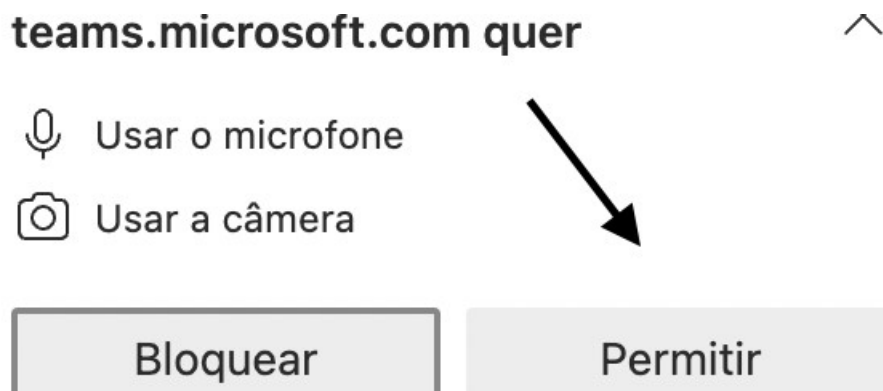 teams.microsoft.com quer
Usar o microfone
Usar a câmera
Bloquear Permitir